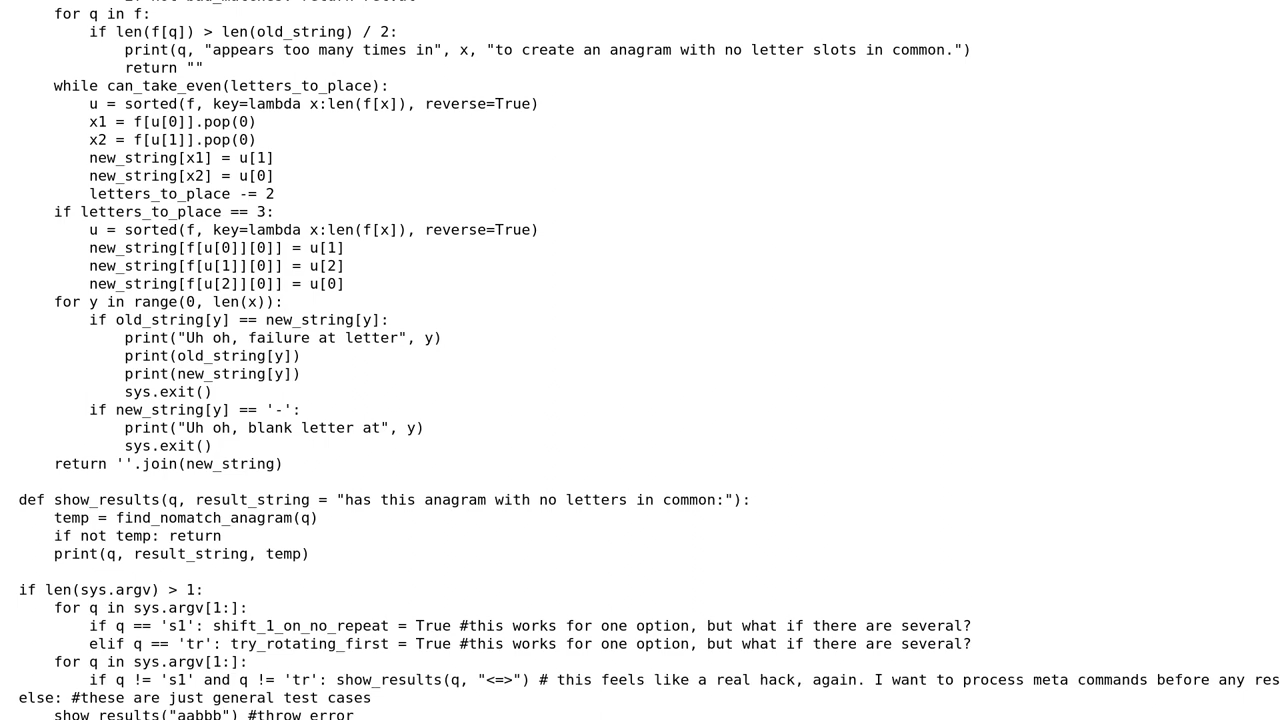 for q in f:
        if len(f[q]) > len(old_string) / 2:
            print(q, "appears too many times in", x, "to create an anagram with no letter slots in common.")
            return ""
    while can_take_even(letters_to_place):
        u = sorted(f, key=lambda x:len(f[x]), reverse=True)
        x1 = f[u[0]].pop(0)
        x2 = f[u[1]].pop(0)
        new_string[x1] = u[1]
        new_string[x2] = u[0]
        letters_to_place -= 2
    if letters_to_place == 3:
        u = sorted(f, key=lambda x:len(f[x]), reverse=True)
        new_string[f[u[0]][0]] = u[1]
        new_string[f[u[1]][0]] = u[2]
        new_string[f[u[2]][0]] = u[0]
    for y in range(0, len(x)):
        if old_string[y] == new_string[y]:
            print("Uh oh, failure at letter", y)
            print(old_string[y])
            print(new_string[y])
            sys.exit()
        if new_string[y] == '-':
            print("Uh oh, blank letter at", y)
            sys.exit()
    return ''.join(new_string)

def show_results(q, result_string = "has this anagram with no letters in common:"):
    temp = find_nomatch_anagram(q)
    if not temp: return
    print(q, result_string, temp)

if len(sys.argv) > 1:
    for q in sys.argv[1:]:
        if q == 's1': shift_1_on_no_repeat = True #this works for one option, but what if there are several?
        elif q == 'tr': try_rotating_first = True #this works for one option, but what if there are several?
    for q in sys.argv[1:]:
        if q != 's1' and q != 'tr': show_results(q, "<=>") # this feels like a real hack, again. I want to process meta commands before any res
else: #these are just general test cases
    show_results("aabbb") #throw error